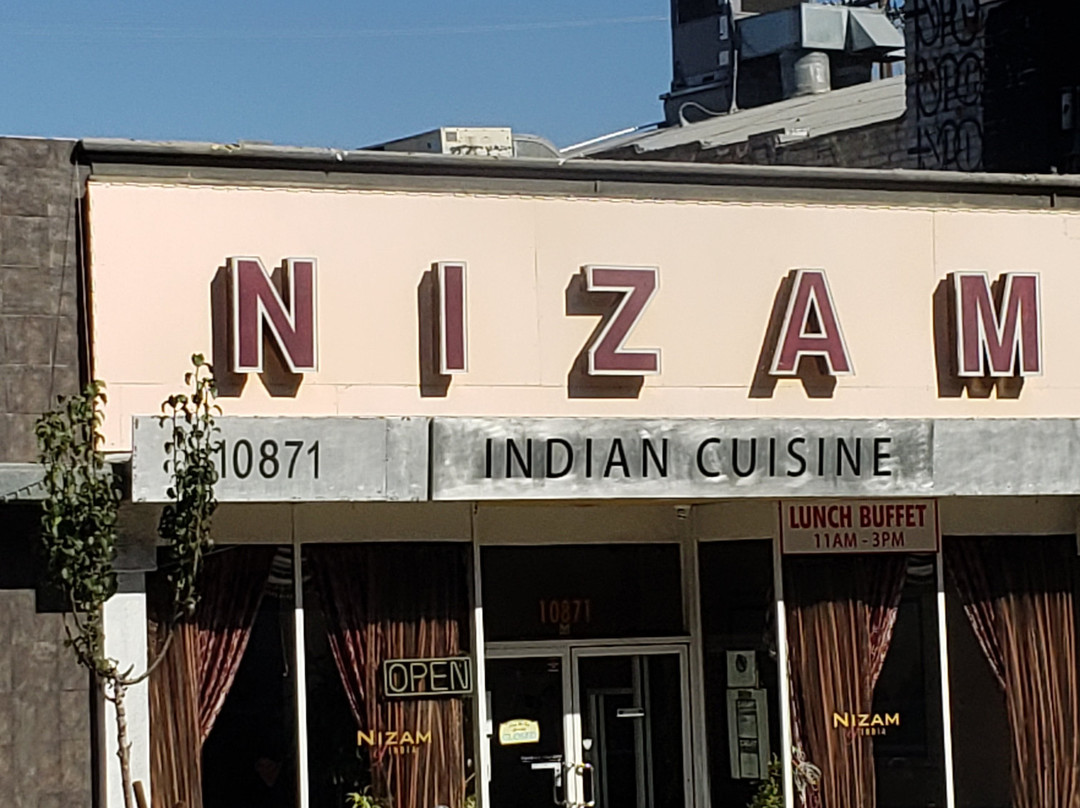 NIZAM
10871 INDIAN CUISINE
LUNCH BUFFET
11AM - 3PM
10871
OPEN
NIZAM
INDIA
NIZAM
INDIA